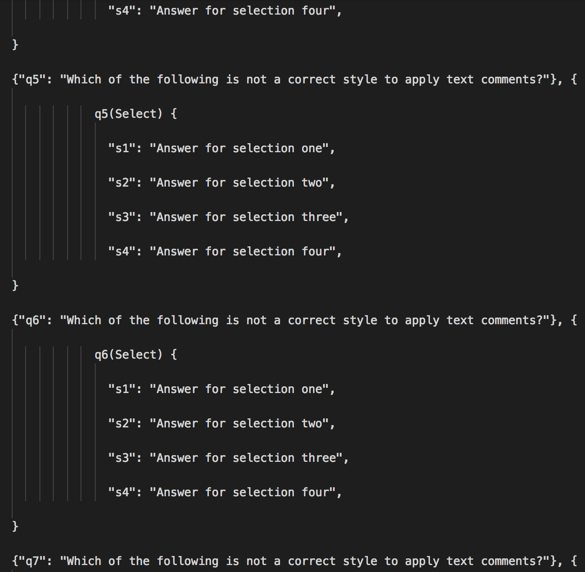 "s4": "Answer for selection four",
}
{"q5": "Which of the following is not a correct style to apply text comments?"}, {
q5(Select) {
"s1": "Answer for selection one",
"s2": "Answer for selection two",
"s3": "Answer for selection three",
"s4": "Answer for selection four",
}
{"q6": "Which of the following is not a correct style to apply text comments?"}, {
q6(Select) {
"s1": "Answer for selection one",
"s2": "Answer for selection two",
"s3": "Answer for selection three",
"s4": "Answer for selection four",
}
{"q7": "Which of the following is not a correct style to apply text comments?"}, {